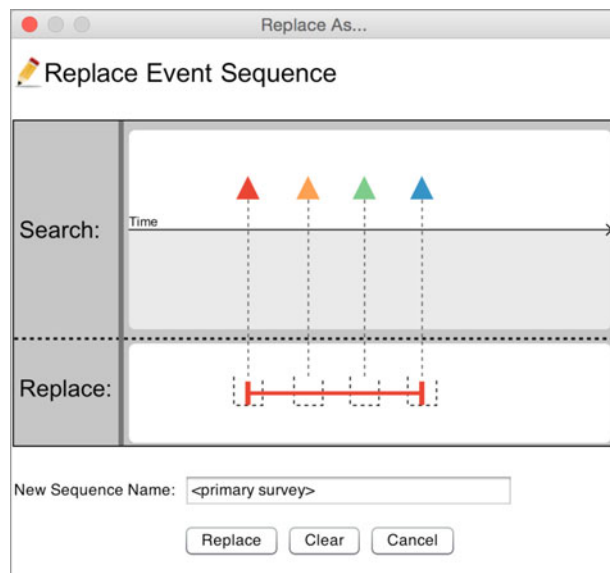 Replace As...
Replace Event Sequence
Search:
Time
Replace:
New Sequence Name: <primary survey>
Replace Clear Cancel